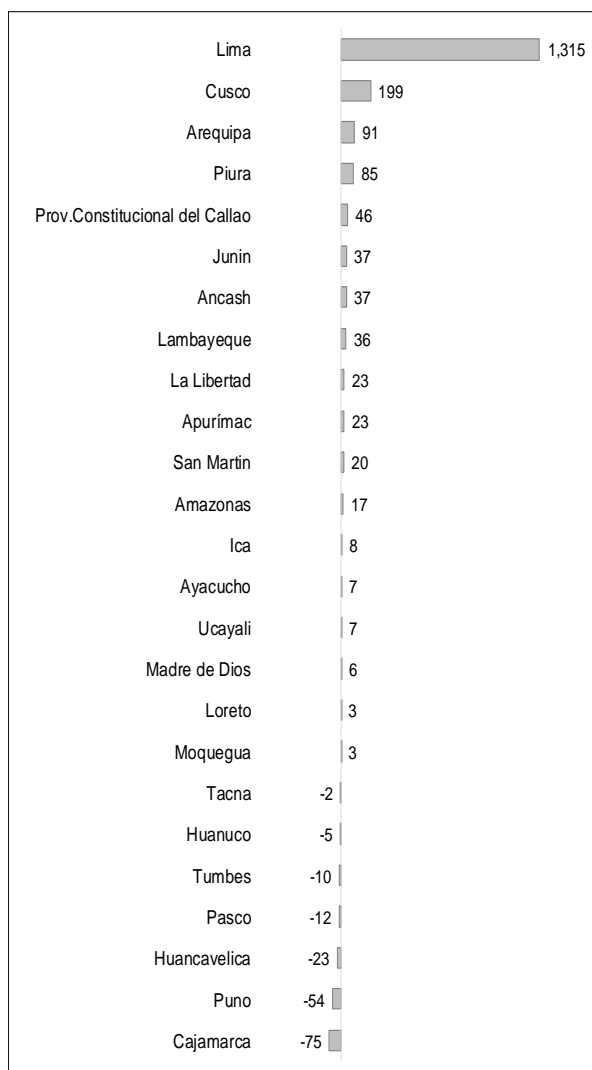 Lima 1,315
Cusco 199
Arequipa 91
Piura 85
Prov.Constitucional del Callao 46
Junin 37
Ancash 37
Lambayeque 36
La Libertad 23
Apurímac 23
San Martin 20
Amazonas 17
Ica 8
Ayacucho 7
Ucayali 7
Madre de Dios 6
Loreto 3
Moquegua 3
Tacna -2
Huanuco -5
Tumbes -10
Pasco -12
Huancavelica -23
Puno -54
Cajamarca -75